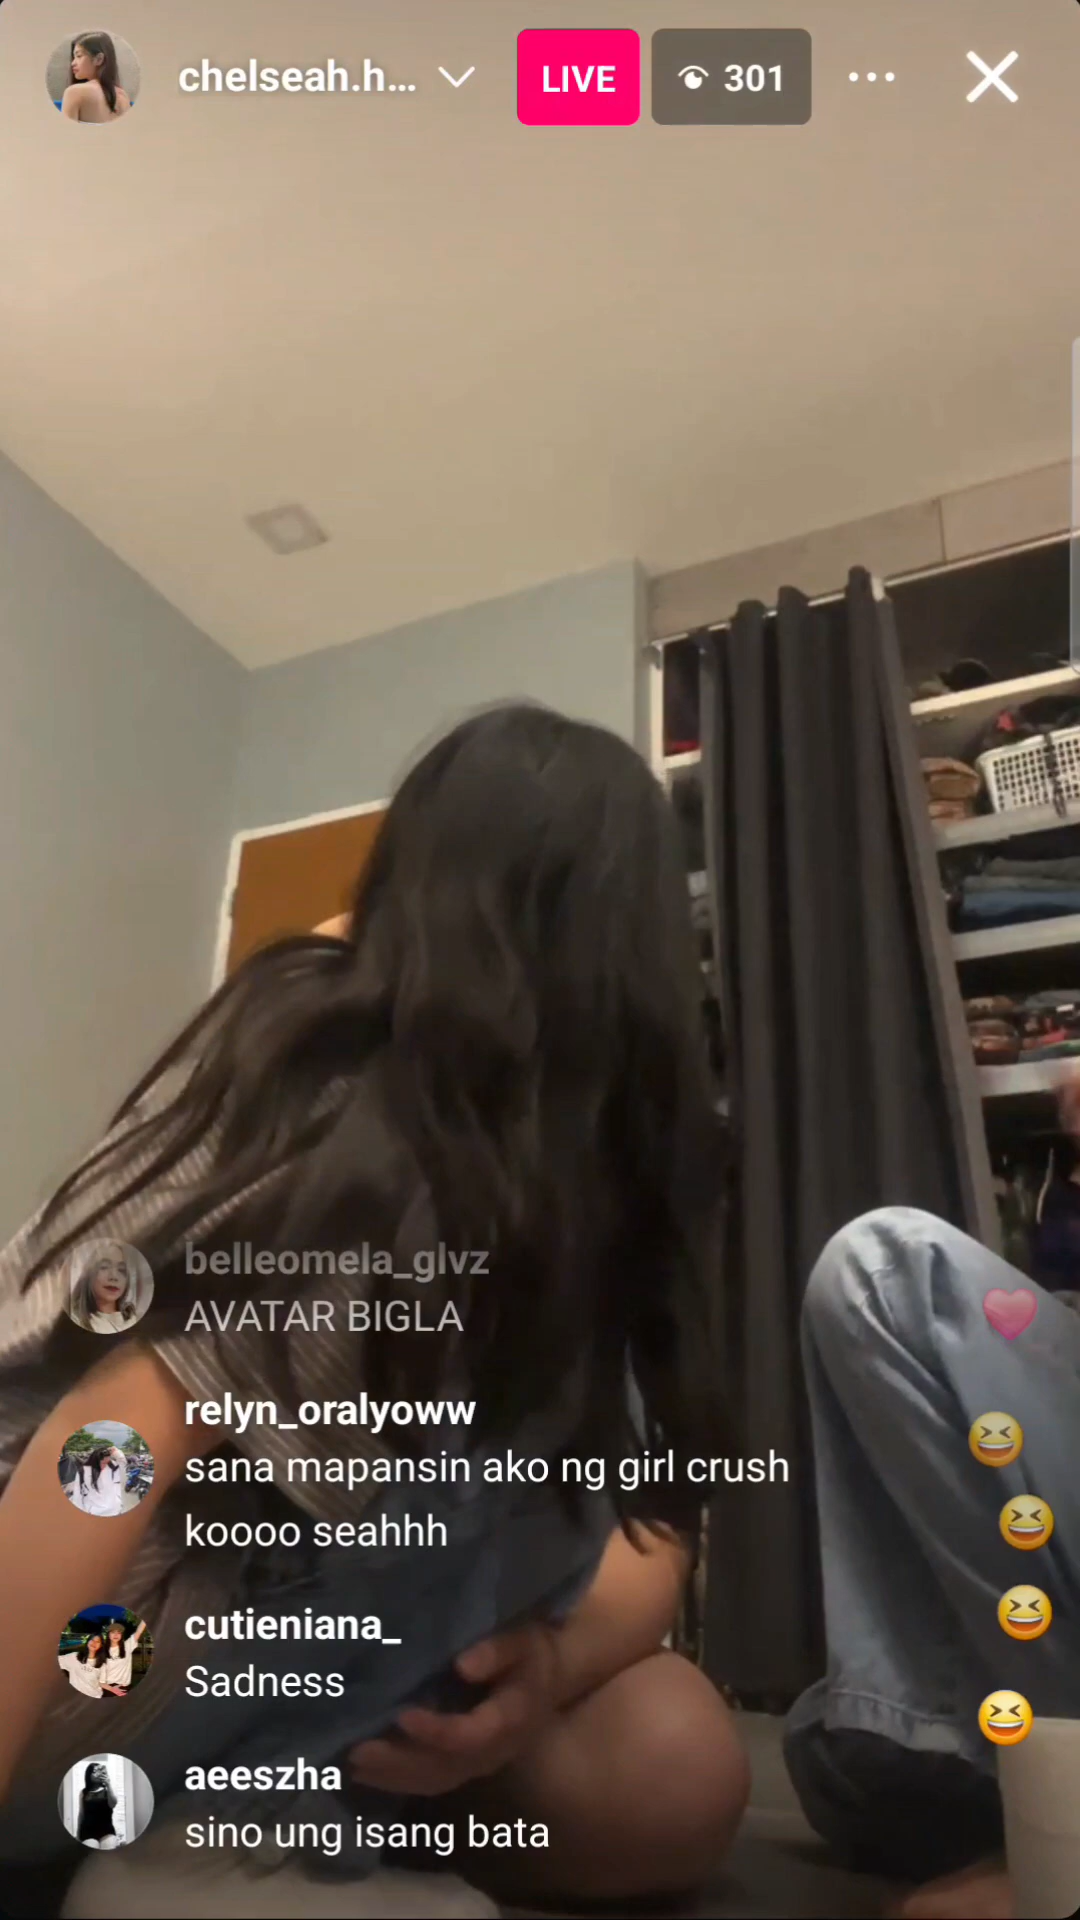 chelseah.h...
LIVE
301
belleomela_glvz
AVATAR BIGLA
relyn_oralyoww
sana mapansin ako ng girl crush
koooo seahhh
cutieniana_
Sadness
aeeszha
sino ung isang bata